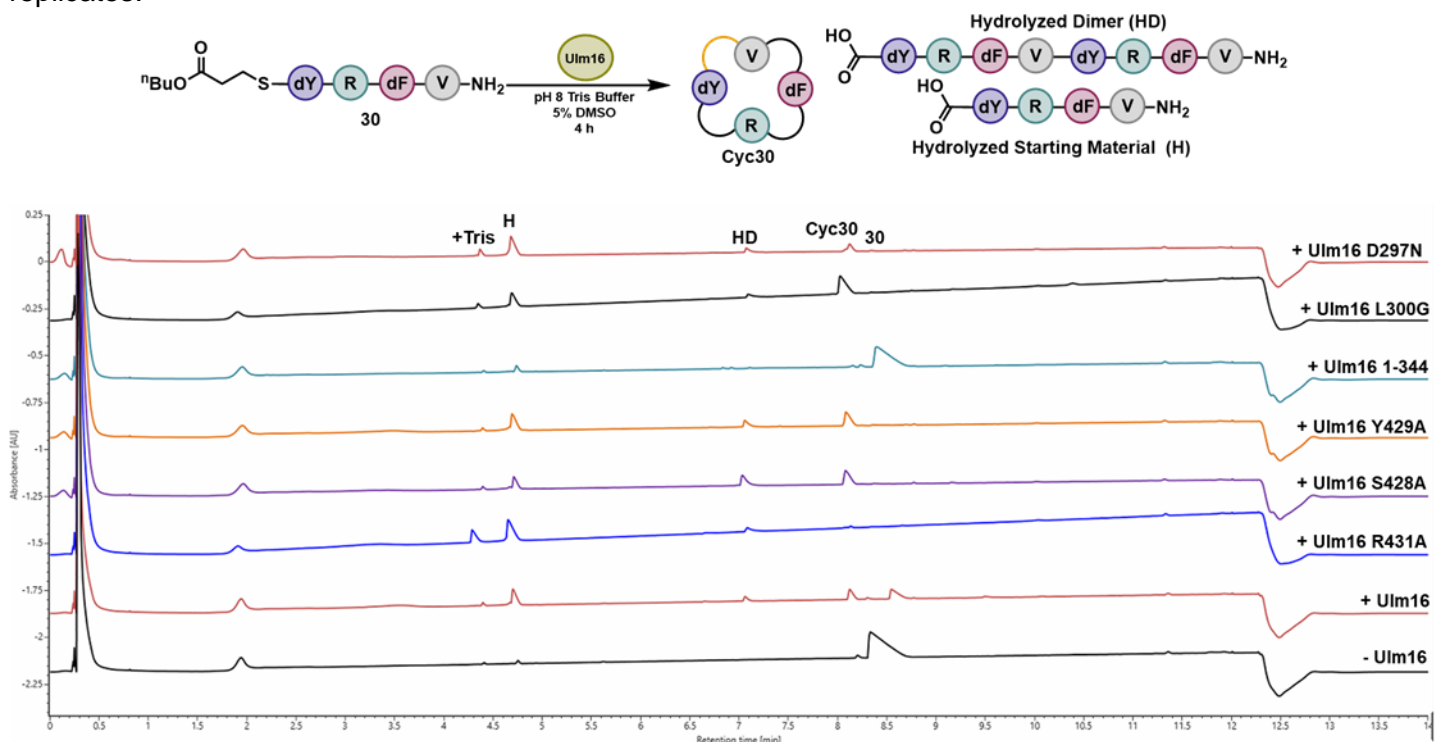 replicates.
Hydrolyzed Dimer (HD)
HO
O
dY R dF V dY R dF V NH2
O
nBuO S dY R dF V NH2
30
Ulm16
pH 8 Tris Buffer
5% DMSO
4 h
V
dY dF
R
Cyc30
HO
O
dY R dF V NH2
Hydrolyzed Starting Material (H)
+Tris H HD Cyc30 30
+ Ulm16 D297N
+ Ulm16 L300G
+ Ulm16 1-344
+ Ulm16 Y429A
+ Ulm16 S428A
+ Ulm16 R431A
+ Ulm16
- Ulm16
Absorbance [AU]
0.25
0
-0.25
-0.5
-0.75
-1
-1.25
-1.5
-1.75
-2
-2.25
0 0.5 1 1.5 2 2.5 3 3.5 4 4.5 5 5.5 6 6.5 7 7.5 8 8.5 9 9.5 10 10.5 11 11.5 12 12.5 13 13.5 14
Retention time [min]